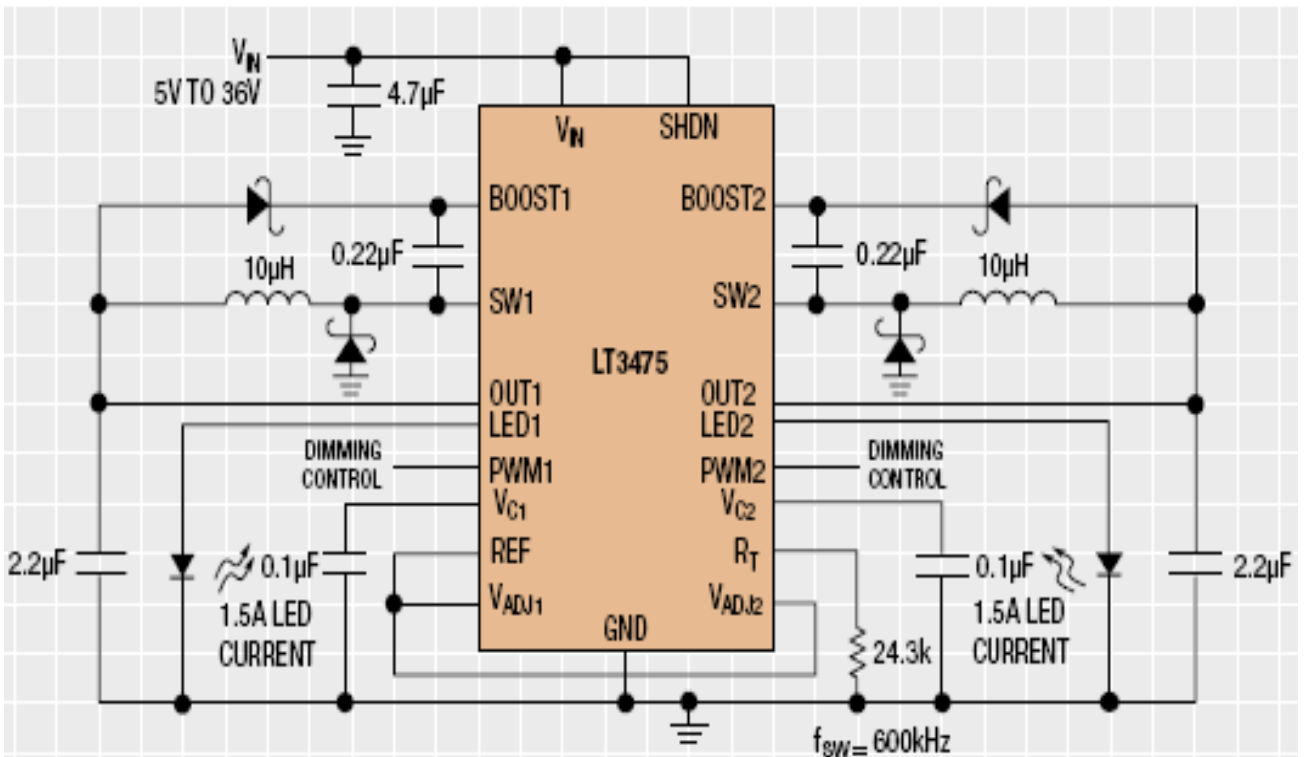 VIN
5V TO 36V
4.7µF
VIN
SHDN
BOOST1
BOOST2
0.22µF
0.22µF
10µH
10µH
SW1
SW2
LT3475
OUT1
OUT2
LED1
LED2
DIMMING
CONTROL
PWM1
PWM2
DIMMING
CONTROL
VC1
VC2
2.2µF
0.1µF
REF
RT
0.1µF
2.2µF
1.5A LED
CURRENT
VADJ1
VADJ2
GND
24.3k
1.5A LED
CURRENT
fSW= 600kHz